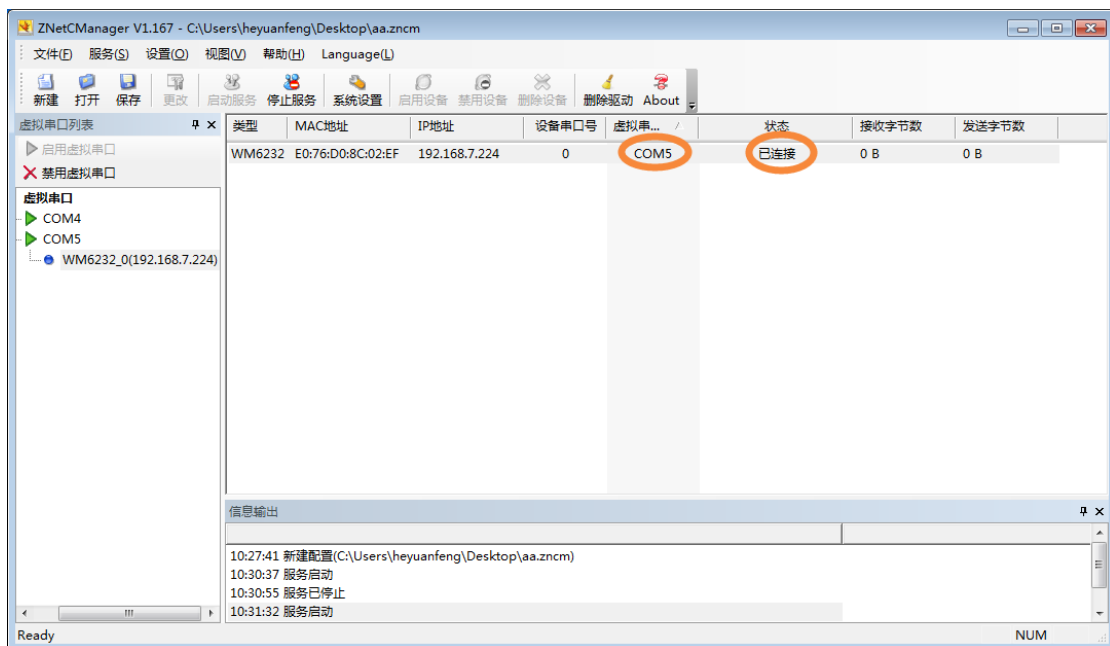 ZNetCManager V1.167 - C:\Users\heyuanfeng\Desktop\aa.zncm
文件(F) 服务(S) 设置(O) 视图(V) 帮助(H) Language(L)
新建 打开 保存 更改 启动服务 停止服务 系统设置 启用设备 禁用设备 删除设备 删除驱动 About
虚拟串口列表
启用虚拟串口
禁用虚拟串口
虚拟串口
COM4
COM5
WM6232_0(192.168.7.224)
类型 MAC地址 IP地址 设备串口号 虚拟串... 状态 接收字节数 发送字节数
WM6232 E0:76:D0:8C:02:EF 192.168.7.224 0 COM5 已连接 0 B 0 B
信息输出
10:27:41 新建配置(C:\Users\heyuanfeng\Desktop\aa.zncm)
10:30:37 服务启动
10:30:55 服务已停止
10:31:32 服务启动
Ready NUM